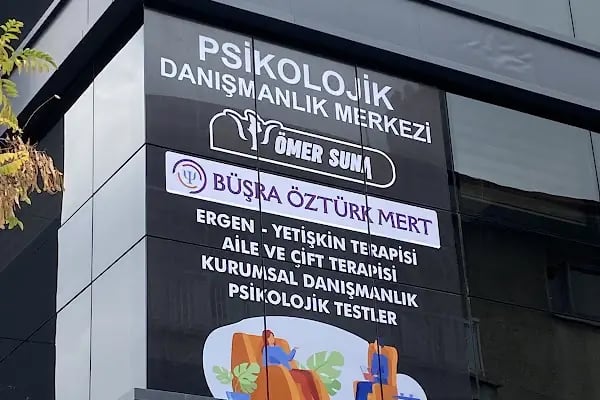 PSİKOLOJİK
DANIŞMANLIK MERKEZİ
ÖMER SUNA
BÜŞRA ÖZTÜRK MERT
ERGEN - YETİŞKİN TERAPİSİ
AİLE VE ÇİFT TERAPİSİ
KURUMSAL DANIŞMANLIK
PSİKOLOJİK TESTLER